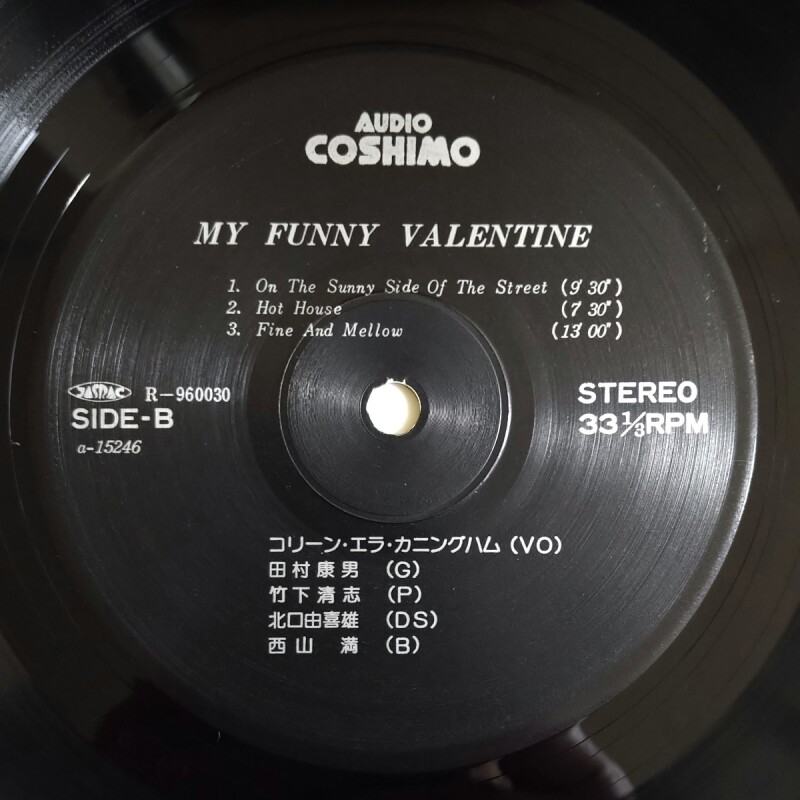 AUDIO
COSHIMO
MY FUNNY VALENTINE
1. On The Sunny Side Of The Street (9′30″)
2. Hot House (7′30″)
3. Fine And Mellow (13′00″)
JASRAC R-960030
SIDE-B
a-15246
STEREO
33⅓RPM
コリーン・エラ・カニングハム (VO)
田村康男 (G)
竹下清志 (P)
北口由喜雄 (DS)
西山 満 (B)